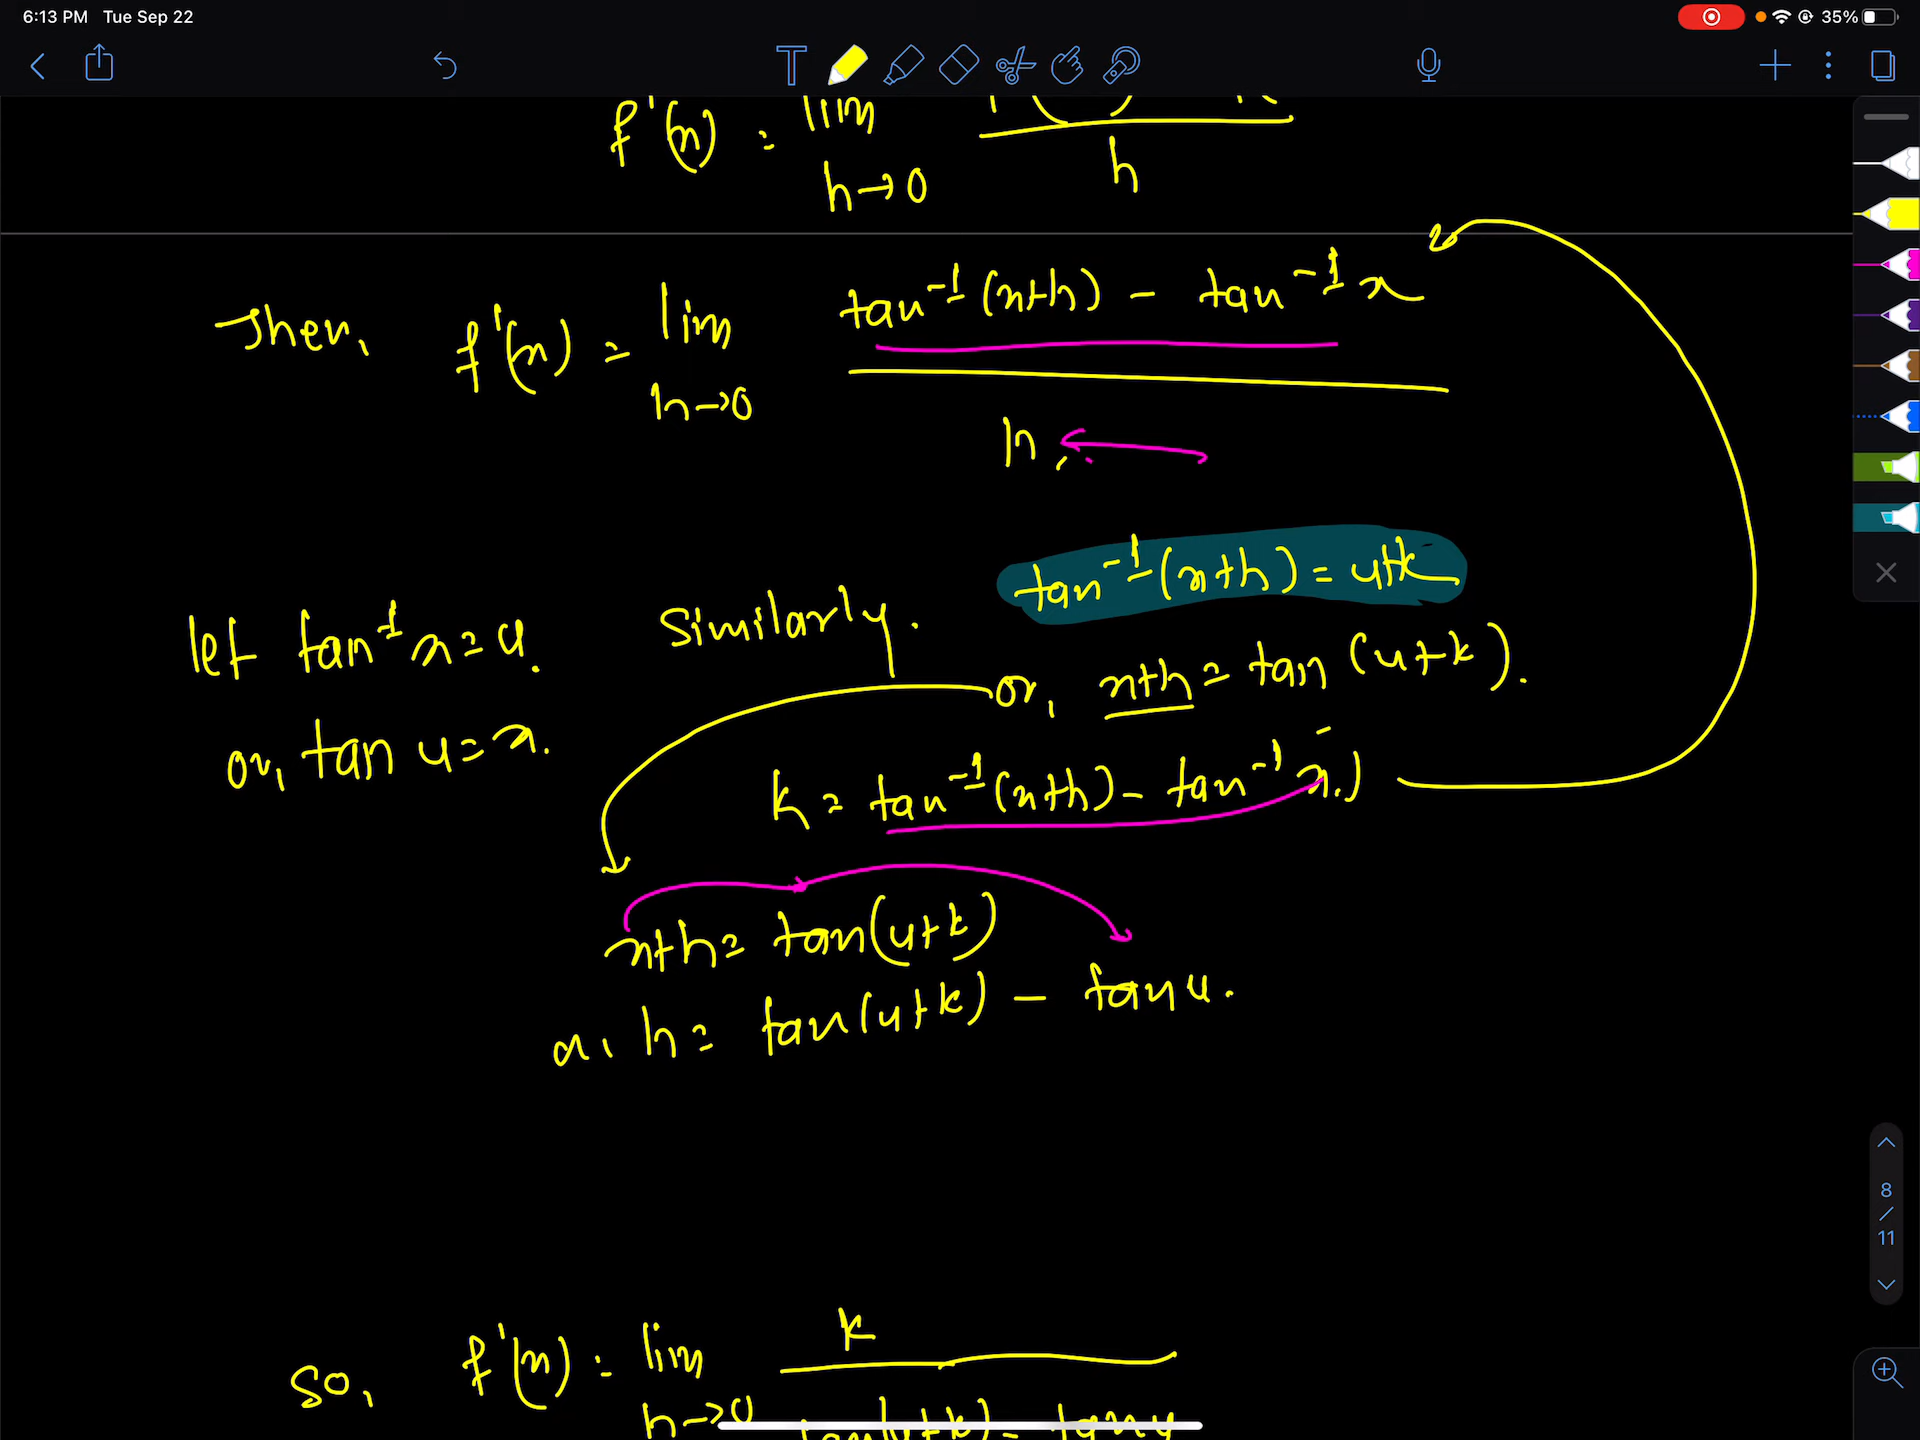 6:13 PM Tue Sep 22
35%
f'(x) = lim
h→0 h
Then, f'(x) = lim tan⁻¹(x+h) - tan⁻¹x
h→0 h.
tan⁻¹(x+h) = u+k
let tan⁻¹x = u. Similarly.
or, x+h = tan (u+k).
or, tan u = x.
k = tan⁻¹(x+h) - tan⁻¹x.)
x+h = tan(u+k)
or, h = tan(u+k) - tan u.
8
/
11
So, f'(x) = lim k
h→0 tan(u+k) - tan u